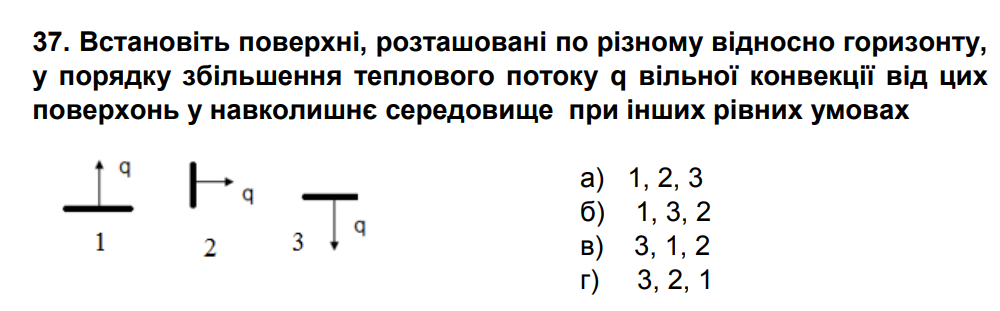 37. Встановіть поверхні, розташовані по різному відносно горизонту,
у порядку збільшення теплового потоку q вільної конвекції від цих
поверхонь у навколишнє середовище при інших рівних умовах
q
q
q
1
2
3
а) 1, 2, 3
б) 1, 3, 2
в) 3, 1, 2
г) 3, 2, 1